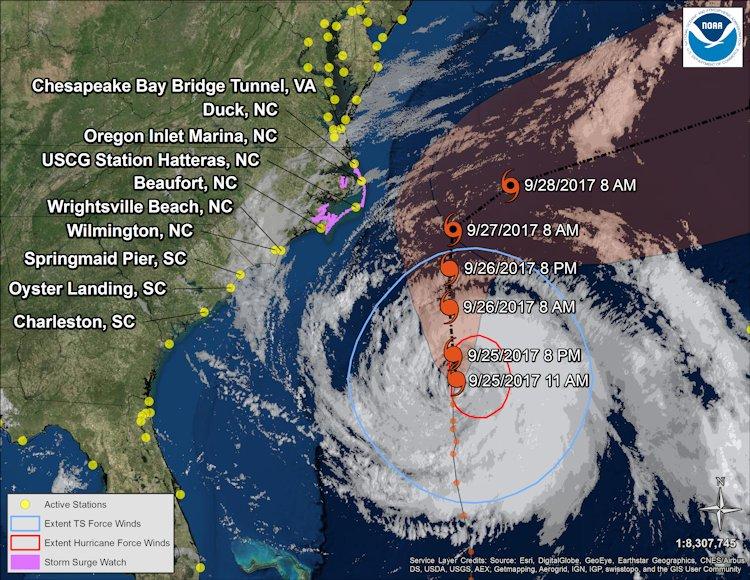 NOAA
Chesapeake Bay Bridge Tunnel, VA
Duck, NC
Oregon Inlet Marina, NC
USCG Station Hatteras, NC
Beaufort, NC
Wrightsville Beach, NC
Wilmington, NC
Springmaid Pier, SC
Oyster Landing, SC
Charleston, SC
9/28/2017 8 AM
9/27/2017 8 AM
9/26/2017 8 PM
9/26/2017 8 AM
9/25/2017 8 PM
9/25/2017 11 AM
Active Stations
Extent TS Force Winds
Extent Hurricane Force Winds
Storm Surge Watch
N
1:8,307,745
Service Layer Credits: Source: Esri, DigitalGlobe, GeoEye, Earthstar Geographics, CNES/Airbus
DS, USDA, USGS, AEX, Getmapping, Aerogrid, IGN, IGP, swisstopo, and the GIS User Community